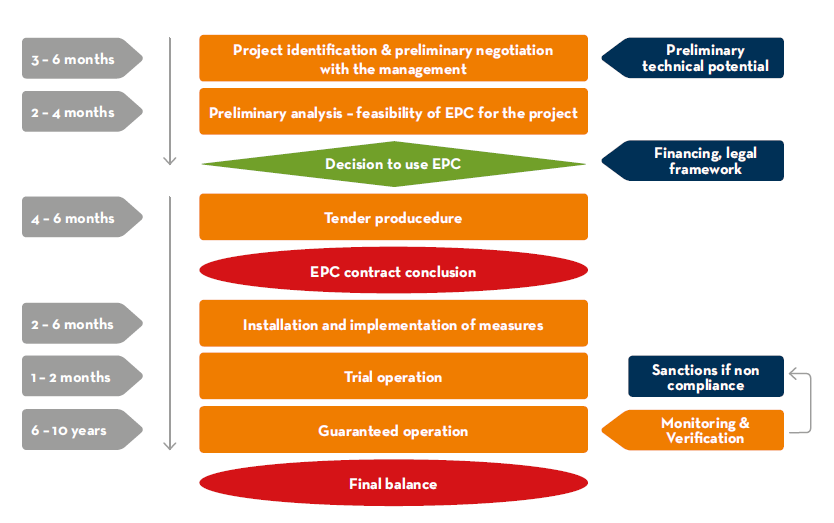 3 – 6 months
Project identification & preliminary negotiation
with the management
Preliminary
technical potential
2 – 4 months
Preliminary analysis – feasibility of EPC for the project
Decision to use EPC
Financing, legal
framework
4 – 6 months
Tender producedure
EPC contract conclusion
2 – 6 months
Installation and implementation of measures
1 – 2 months
Trial operation
Sanctions if non
compliance
6 – 10 years
Guaranteed operation
Monitoring &
Verification
Final balance